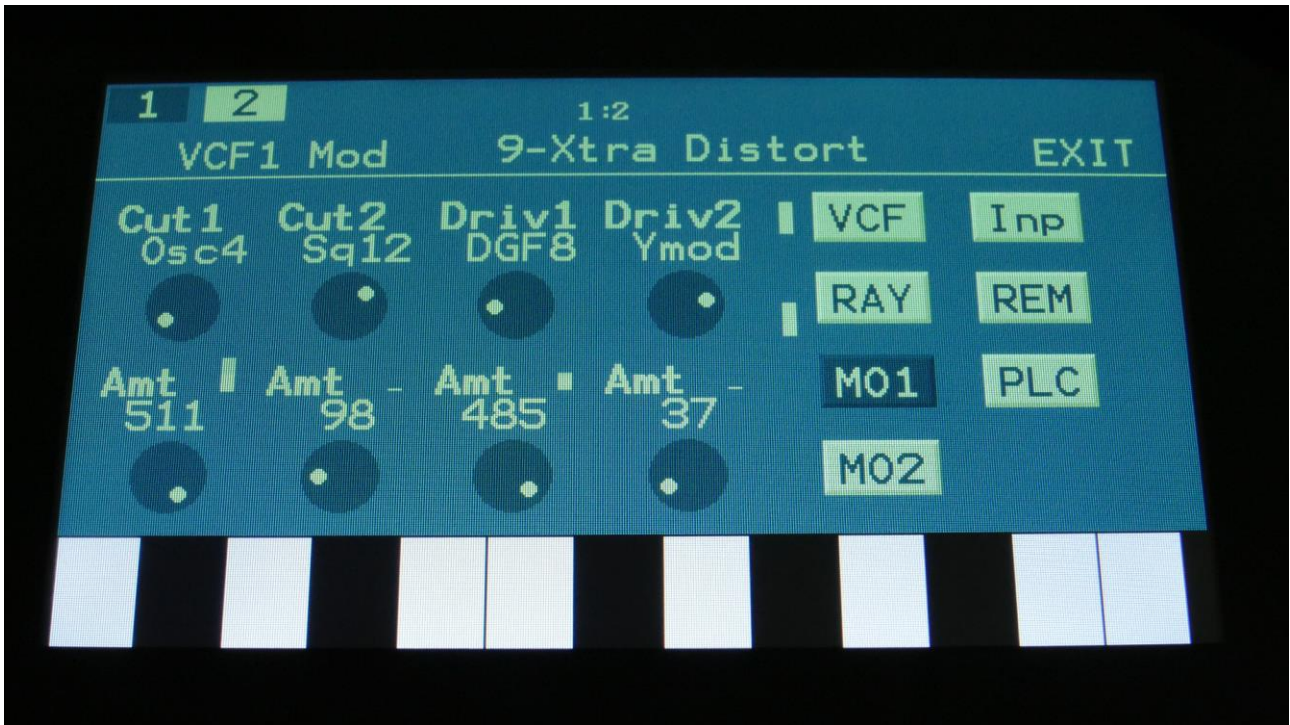 1 2 1:2
VCF1 Mod 9-Xtra Distort EXIT
Cut1 Cut2 Driv1 Driv2 VCF Inp
Osc4 Sq12 DGF8 Ymod
RAY REM
Amt Amt Amt Amt MO1 PLC
511 98 485 37
MO2